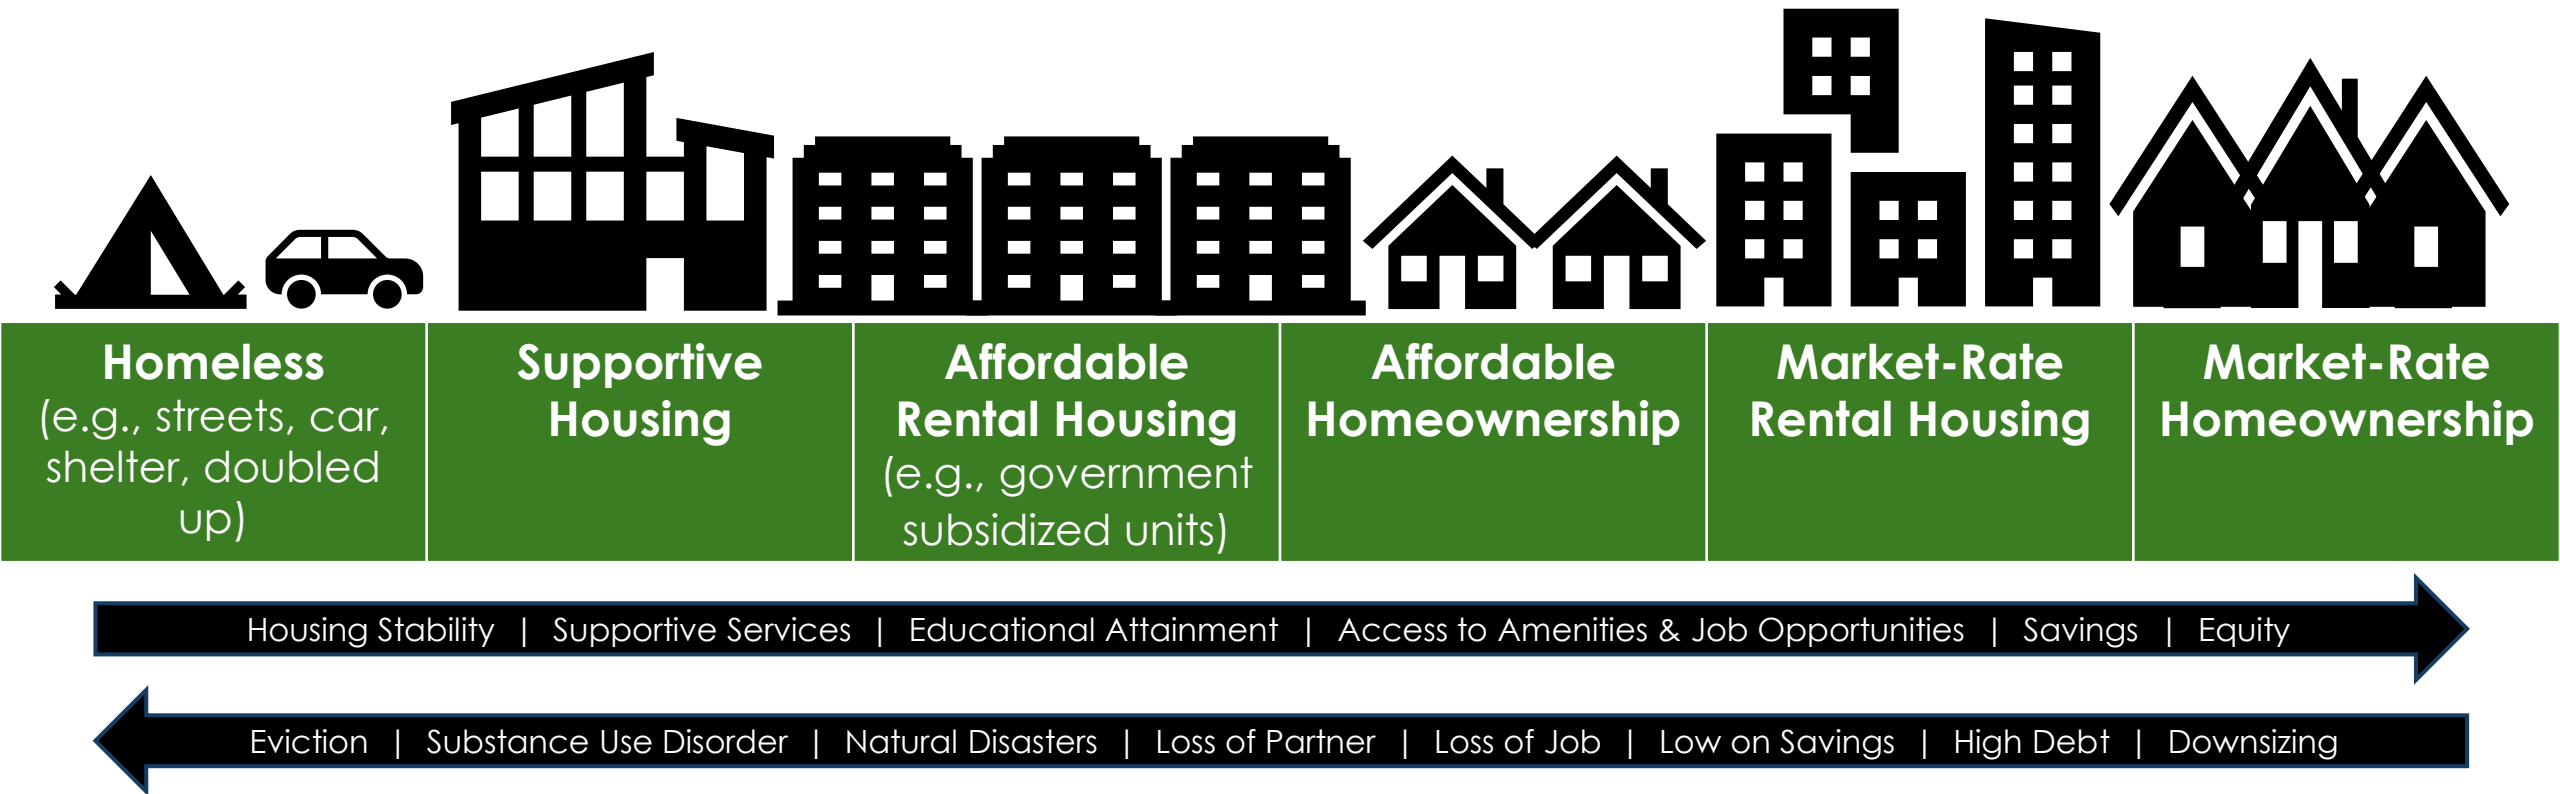 Homeless
(e.g., streets, car,
shelter, doubled
up)
Supportive
Housing
Affordable
Rental Housing
(e.g., government
subsidized units)
Affordable
Homeownership
Market-Rate
Rental Housing
Market-Rate
Homeownership
Housing Stability | Supportive Services | Educational Attainment | Access to Amenities & Job Opportunities | Savings | Equity
Eviction | Substance Use Disorder | Natural Disasters | Loss of Partner | Loss of Job | Low on Savings | High Debt | Downsizing